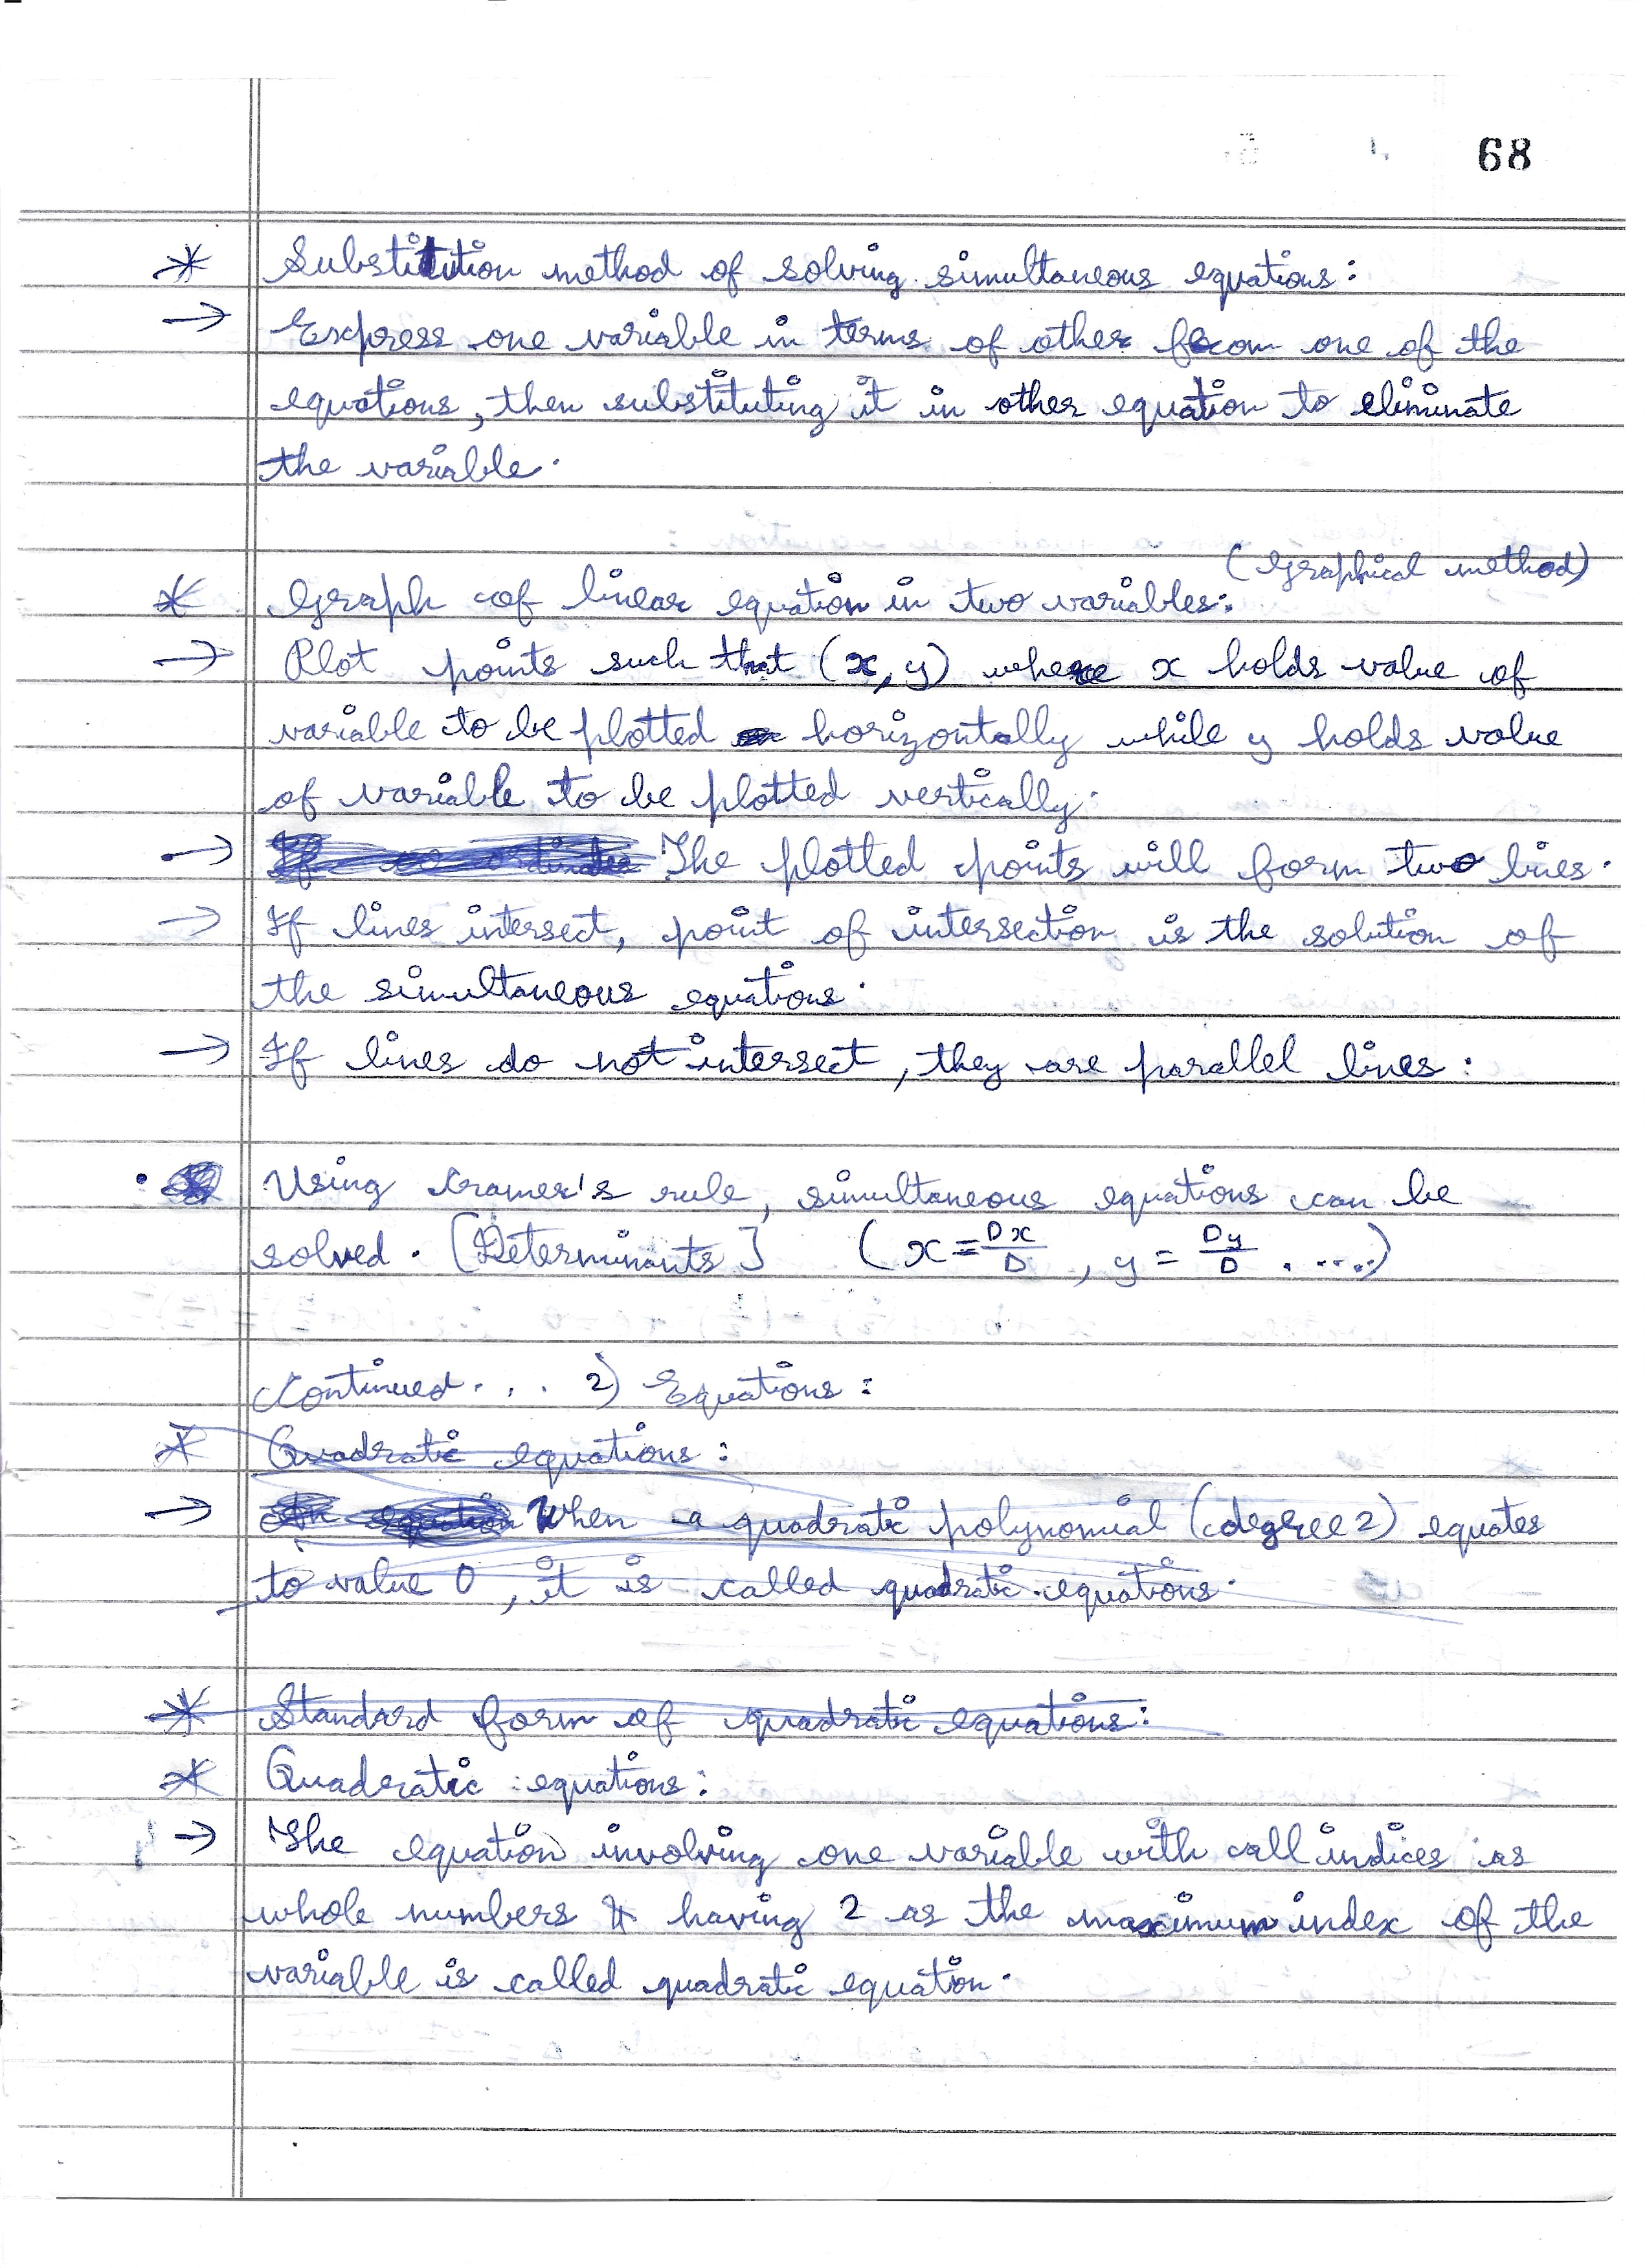 68
* Substitution method of solving simultaneous equations:
→ Express one variable in terms of other from one of the
equations, then substituting it in other equation to eliminate
the variable.
(Graphical method)
* Graph of linear equation in two variables:
→ Plot points such that (x, y) where x holds value of
variable to be plotted horizontally while y holds value
of variable to be plotted vertically.
→ The plotted points will form two lines.
→ If lines intersect, point of intersection is the solution of
the simultaneous equations.
→ If lines do not intersect, they are parallel lines:
• Using Cramer's rule, simultaneous equations can be
solved. [Determinants] (x = Dx/D, y = Dy/D .....)
Continued... 2) Equations:
* Quadratic equations:
→ When a quadratic polynomial (degree 2) equates
to value 0, it is called quadratic equations.
* Standard form of quadratic equations:
* Quadratic equations:
→ The equation involving one variable with all indices as
whole numbers & having 2 as the maximum index of the
variable is called quadratic equation.